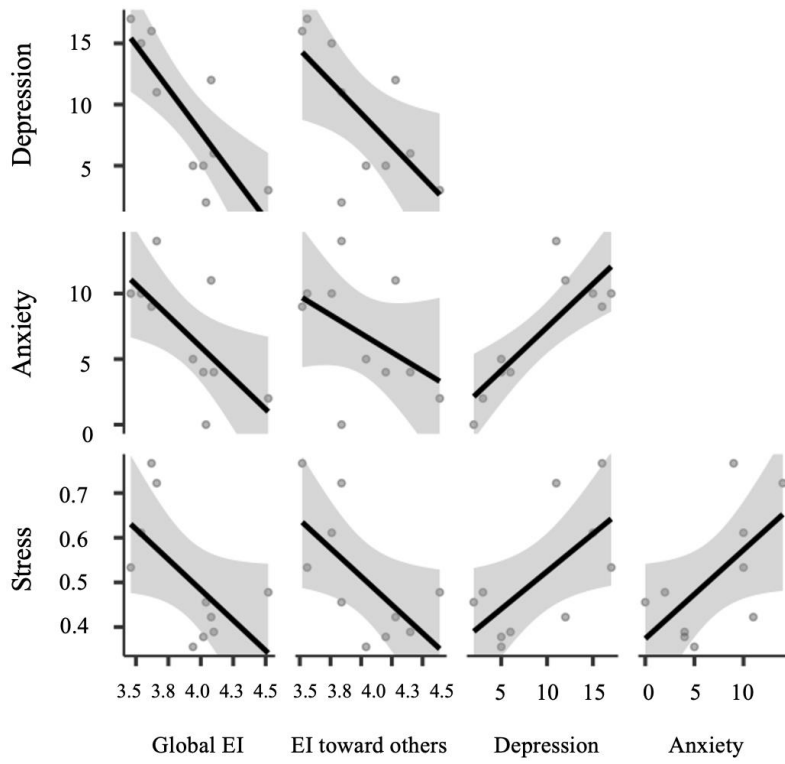 Depression
15
10
5
Anxiety
10
5
0
Stress
0.7
0.6
0.5
0.4
3.5 3.8 4.0 4.3 4.5
3.5 3.8 4.0 4.3 4.5
5 10 15
0 5 10
Global EI
EI toward others
Depression
Anxiety